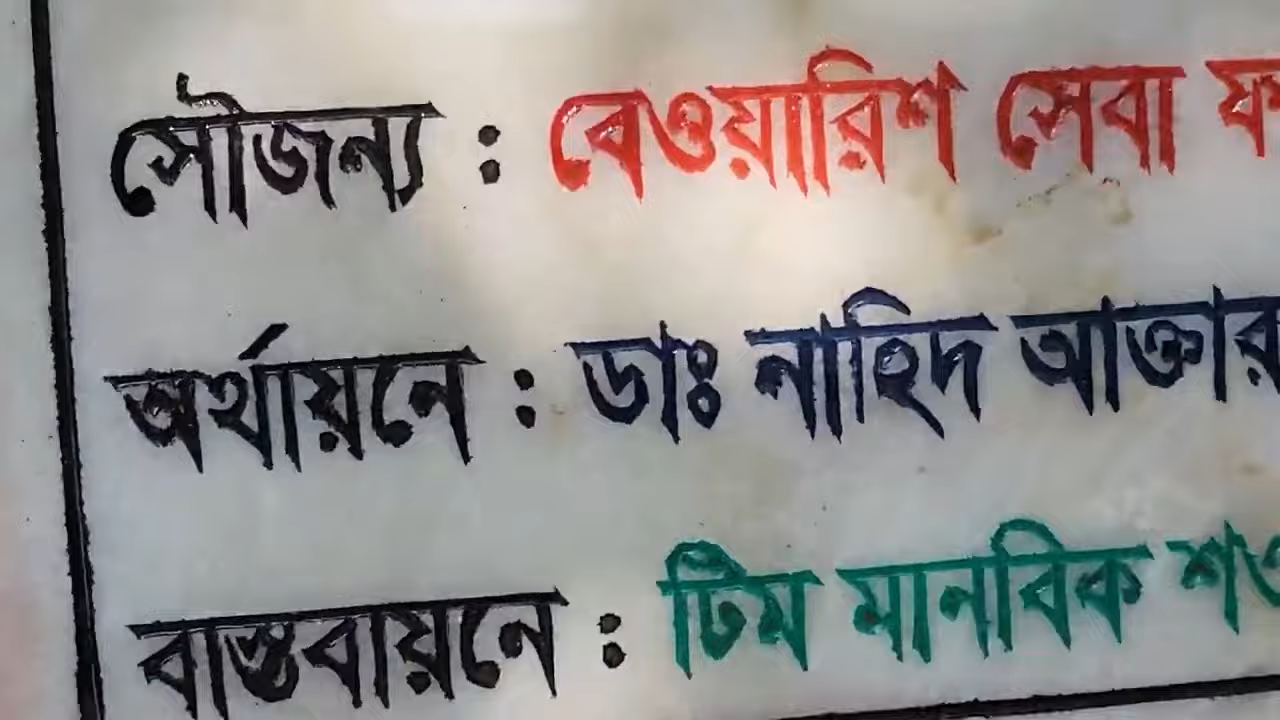 সৌজন্য : বেওয়ারিশ সেবা
অর্থায়নে : ডাঃ নাহিদ আক্তার
বাস্তবায়নে : টিম মানবিক